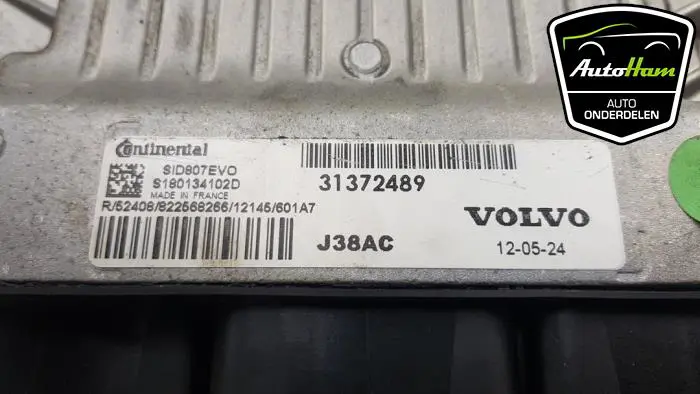 Continental
SID807EVO
S180134102D
MADE IN FRANCE
R/52408/822568266/12145/601A7
31372489
J38AC
VOLVO
12-05-24
AutoHam
AUTO
ONDERDELEN